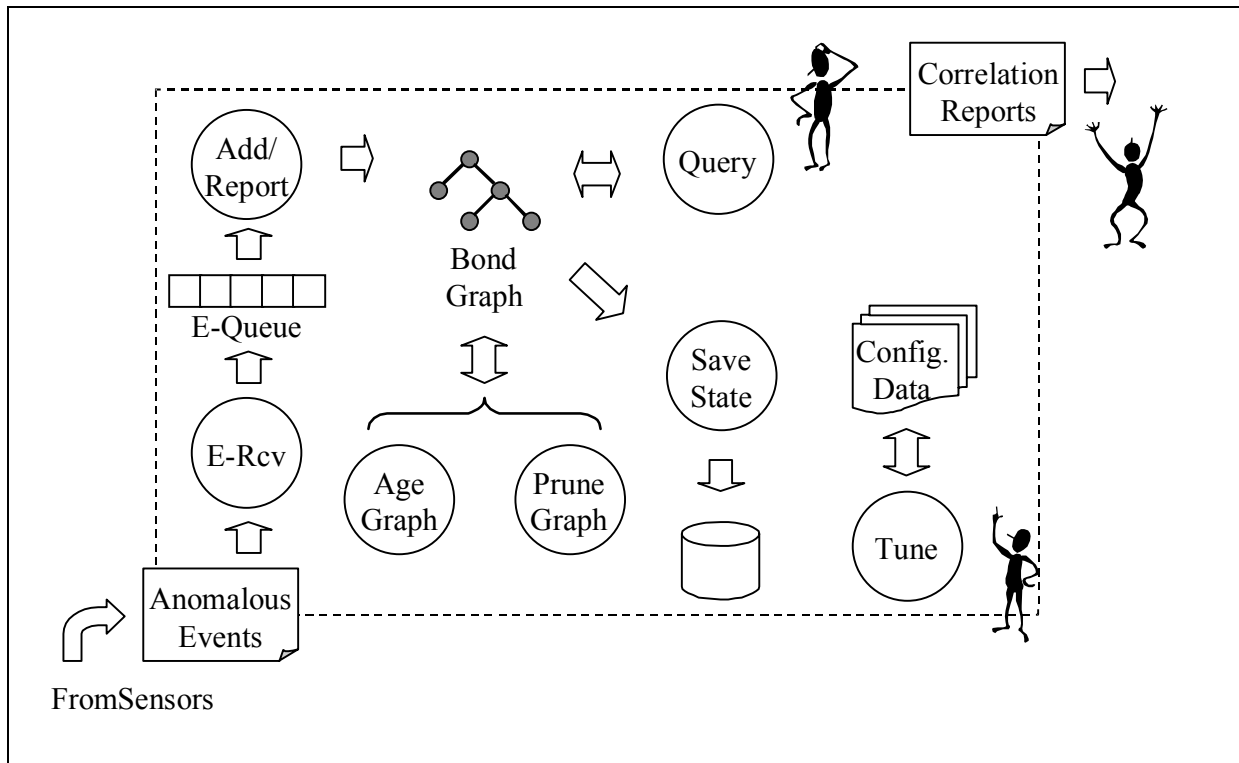 Correlation
Reports
Add/
Report
Query
Bond
Graph
E-Queue
Save
State
Config.
Data
E-Rcv
Age
Graph
Prune
Graph
Tune
Anomalous
Events
FromSensors